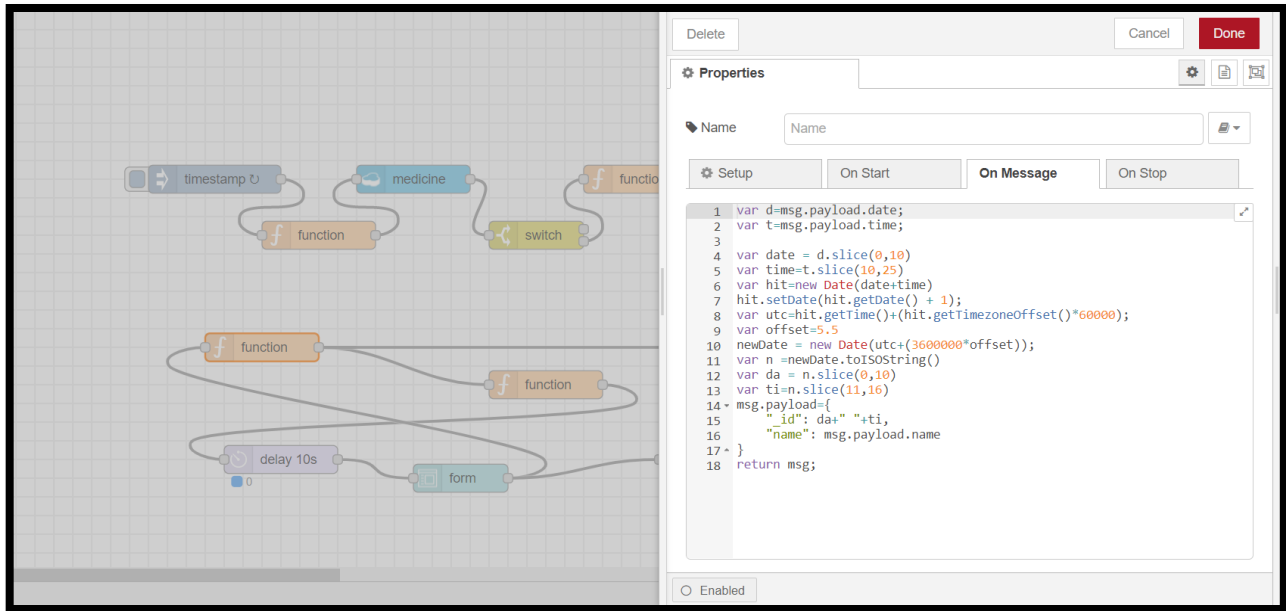 Delete
Cancel
Done
Properties
Name
Name
Setup
On Start
On Message
On Stop
1 var d=msg.payload.date;
2 var t=msg.payload.time;
3
4 var date = d.slice(0,10)
5 var time=t.slice(10,25)
6 var hit=new Date(date+time)
7 hit.setDate(hit.getDate() + 1);
8 var utc=hit.getTime()+(hit.getTimezoneOffset()*60000);
9 var offset=5.5
10 newDate = new Date(utc+(3600000*offset));
11 var n =newDate.toISOString()
12 var da = n.slice(0,10)
13 var ti=n.slice(11,16)
14 msg.payload={
15 "_id": da+" "+ti,
16 "name": msg.payload.name
17 }
18 return msg;
Enabled
timestamp ↻
medicine
functio
function
switch
function
function
delay 10s
form
0